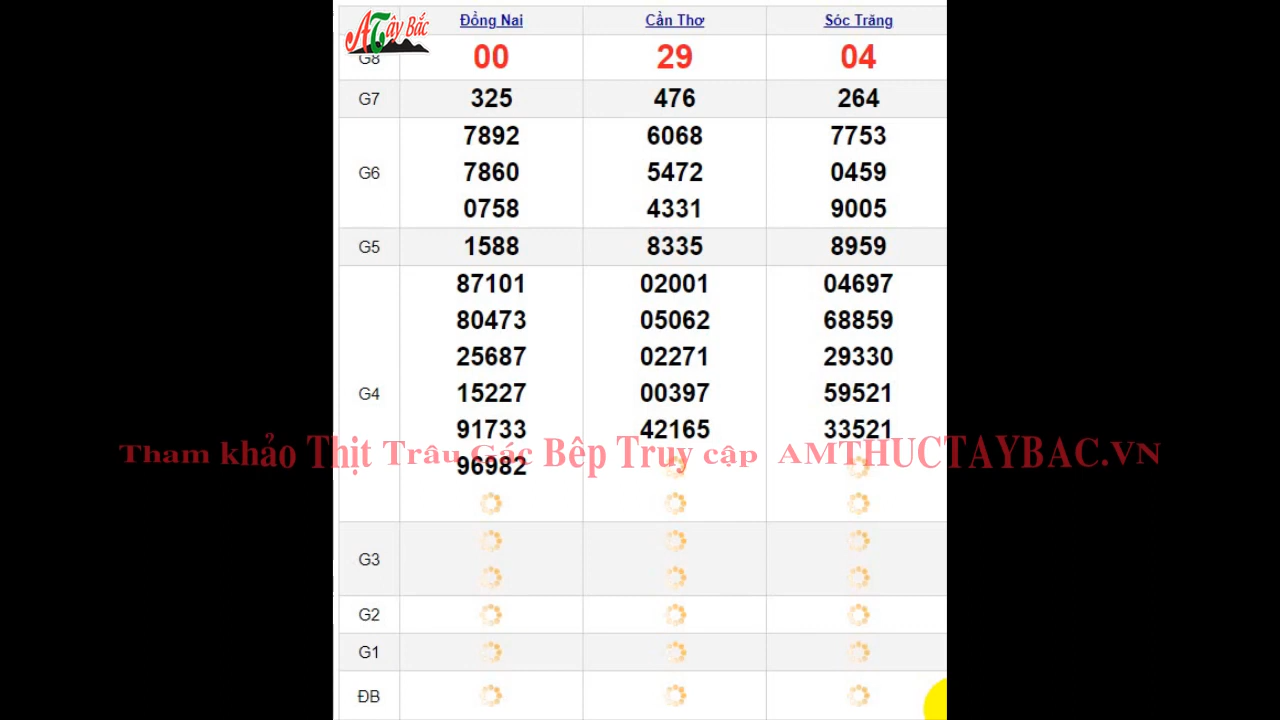 ATây Bắc
Đồng Nai Cần Thơ Sóc Trăng
G8 00 29 04
G7 325 476 264
7892 6068 7753
G6 7860 5472 0459
0758 4331 9005
G5 1588 8335 8959
87101 02001 04697
80473 05062 68859
25687 02271 29330
G4 15227 00397 59521
91733 42165 33521
Tham khảo Thịt Trâu Gác Bêp Truy cập AMTHUCTAYBAC.VN
96982
G3
G2
G1
ĐB